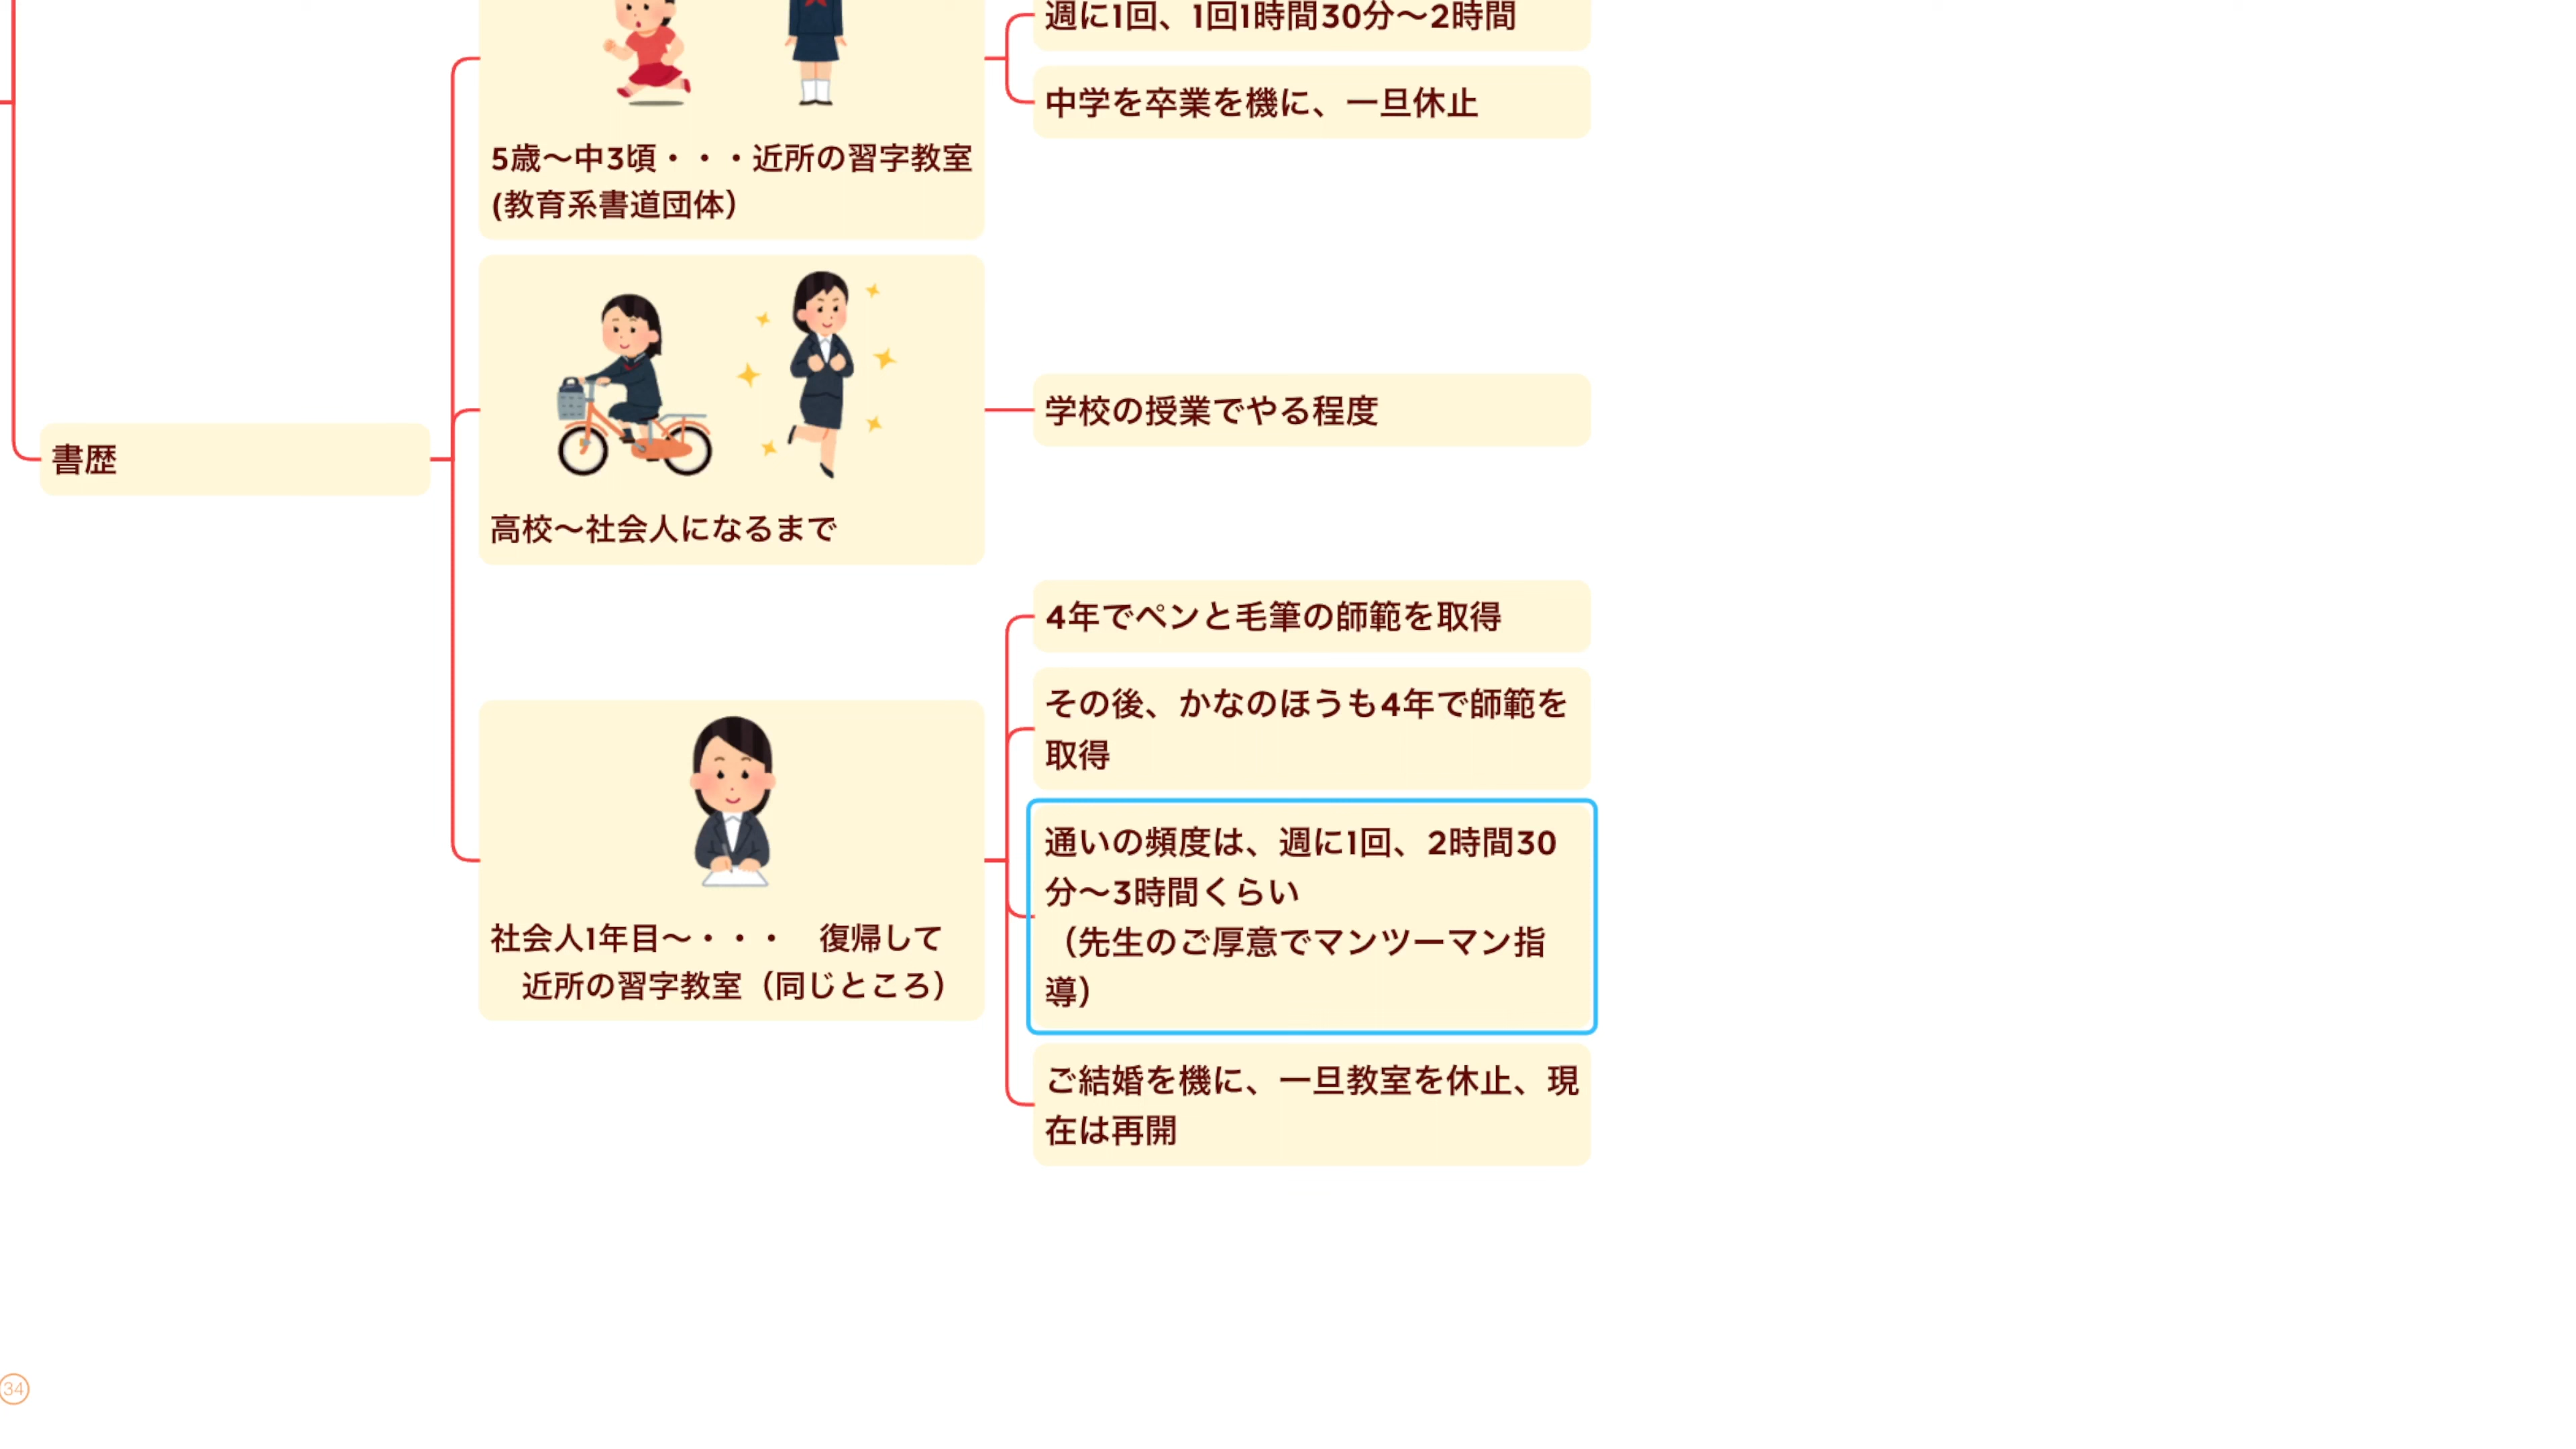 書歴
5歳〜中3頃・・・近所の習字教室
(教育系書道団体）
週に1回、1回1時間30分〜2時間
中学を卒業を機に、一旦休止
高校〜社会人になるまで
学校の授業でやる程度
社会人1年目〜・・・　復帰して
　近所の習字教室（同じところ）
4年でペンと毛筆の師範を取得
その後、かなのほうも4年で師範を
取得
通いの頻度は、週に1回、2時間30
分〜3時間くらい
（先生のご厚意でマンツーマン指
導）
ご結婚を機に、一旦教室を休止、現
在は再開
34